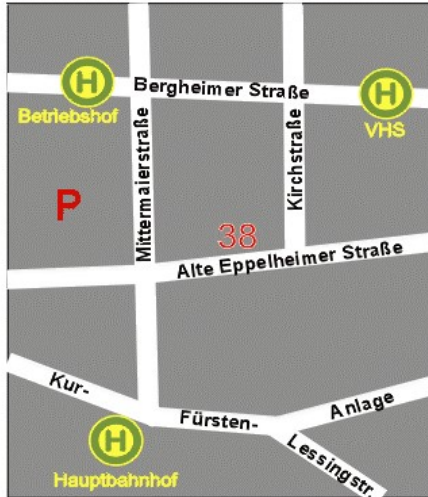 H
H
Bergheimer Straße
Betriebshof
VHS
Mittermaierstraße
Kirchstraße
P
38
Alte Eppelheimer Straße
Kur-
Fürsten-
Anlage
Lessingstr.
H
Hauptbahnhof